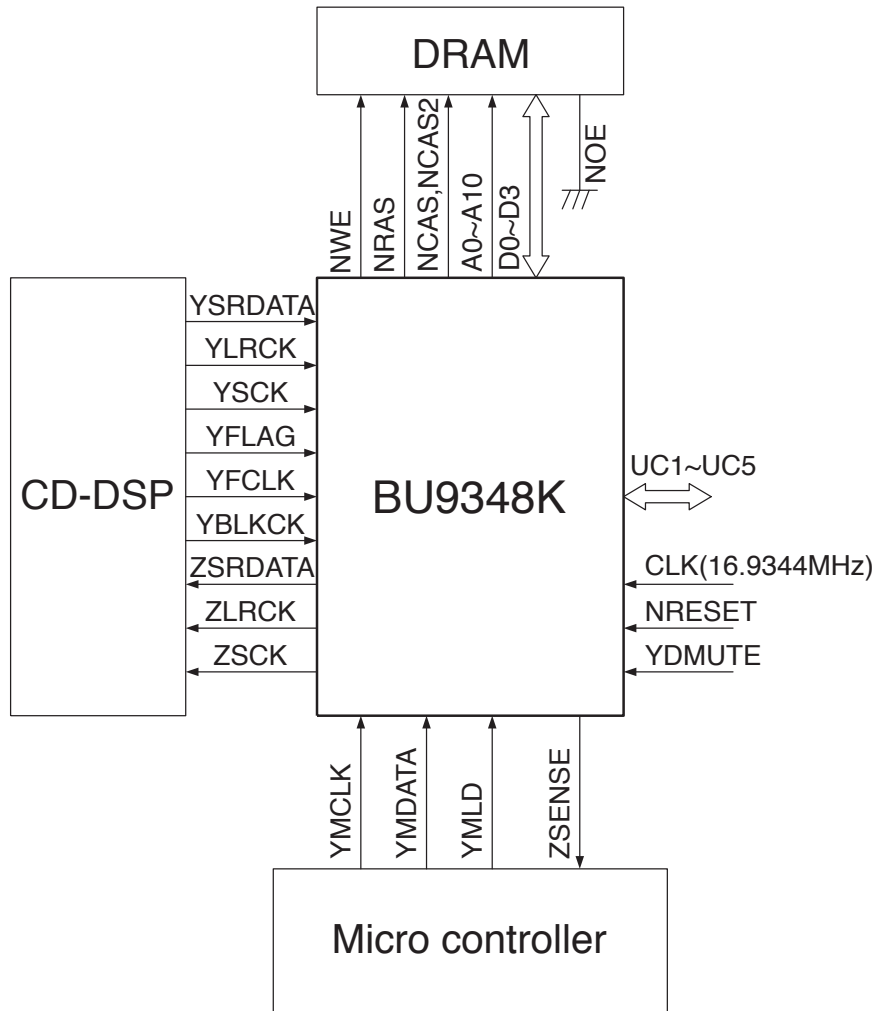 DRAM
NWE
NRAS
NCAS,NCAS2
A0~A10
D0~D3
NOE
YSRDATA
YLRCK
YSCK
YFLAG
YFCLK
YBLKCK
ZSRDATA
ZLRCK
ZSCK
CD-DSP
BU9348K
UC1~UC5
CLK(16.9344MHz)
NRESET
YDMUTE
YMCLK
YMDATA
YMLD
ZSENSE
Micro controller